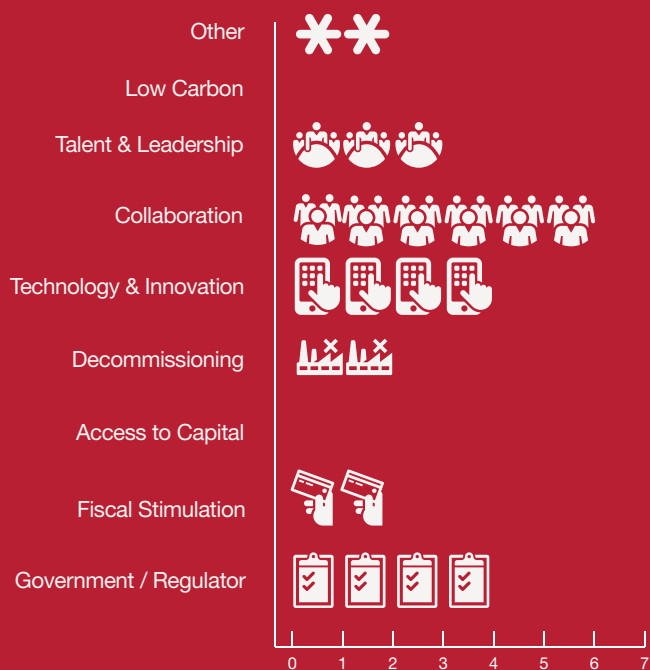 Other
Low Carbon
Talent & Leadership
Collaboration
Technology & Innovation
Decommissioning
Access to Capital
Fiscal Stimulation
Government / Regulator
0 1 2 3 4 5 6 7